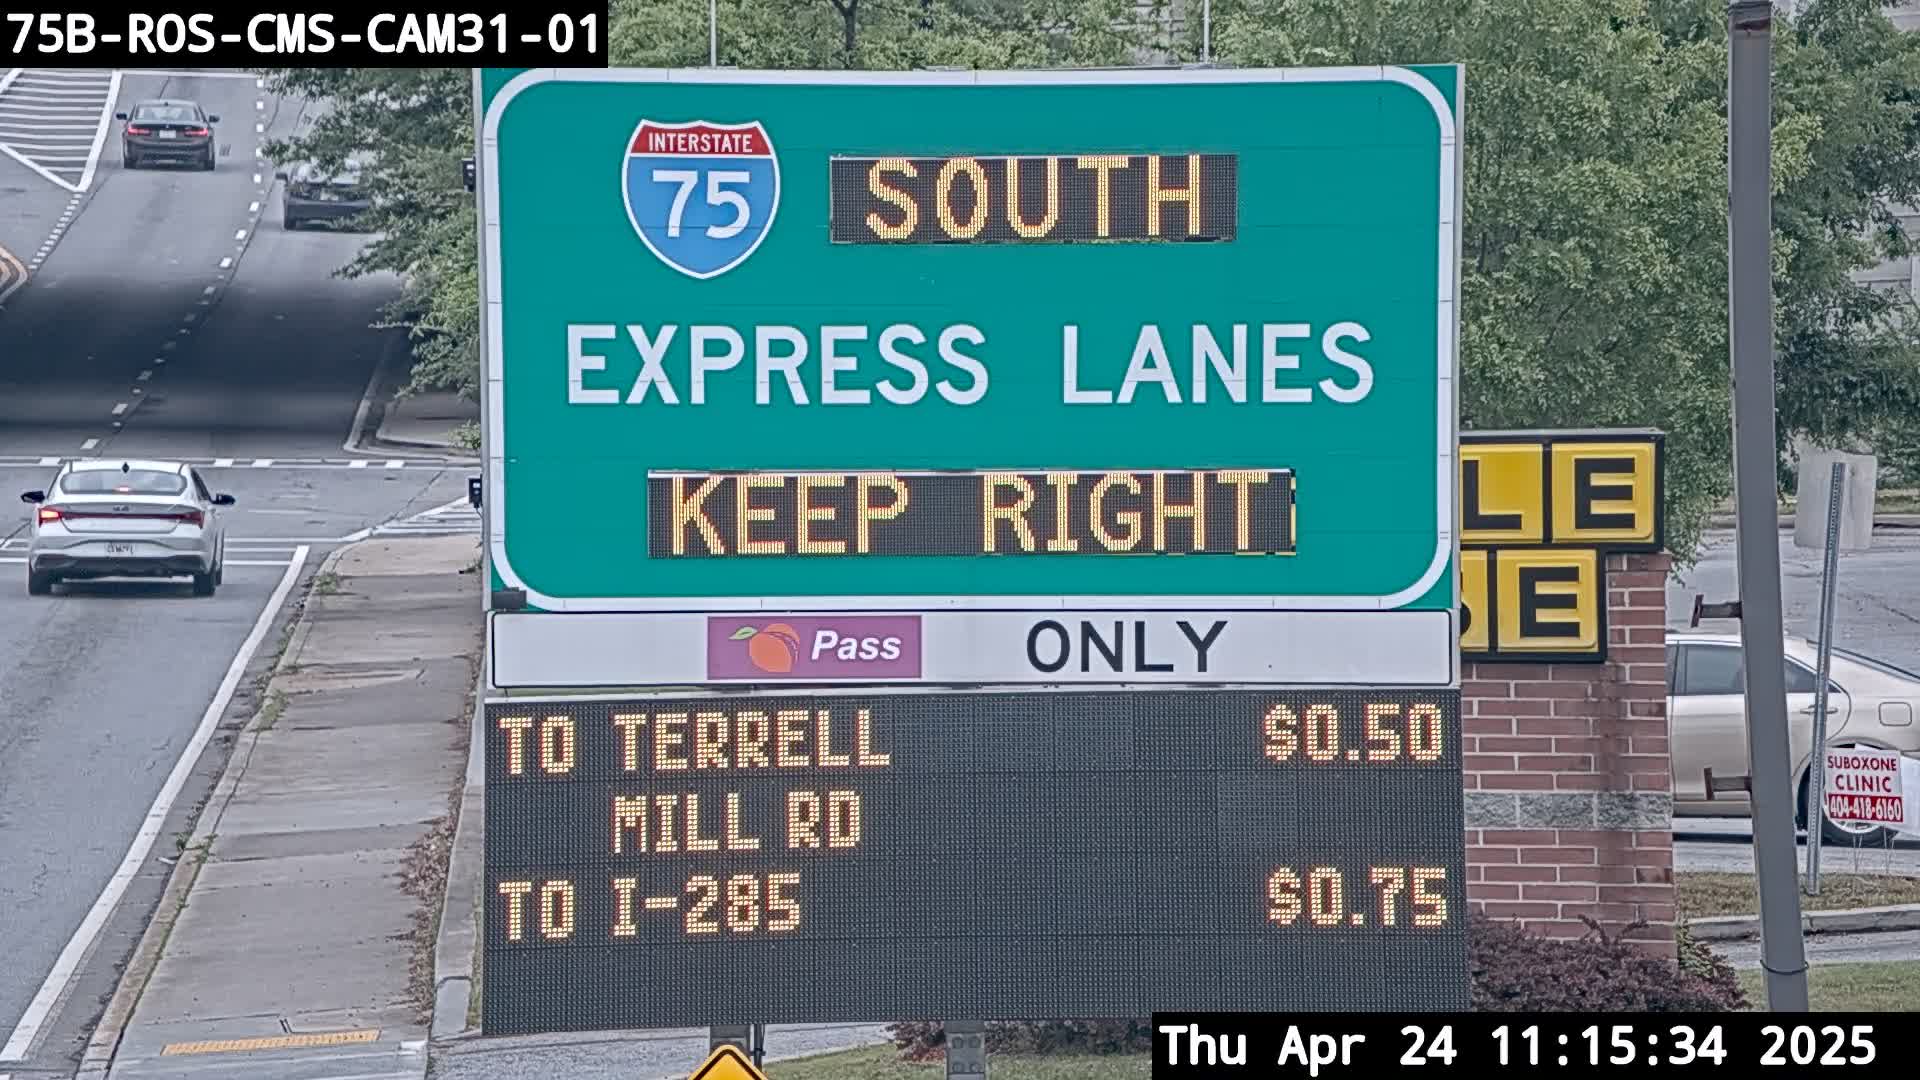 75B-ROS-CMS-CAM31-01
INTERSTATE
75
SOUTH
EXPRESS LANES
KEEP RIGHT
Pass ONLY
TO TERRELL $0.50
MILL RD
TO I-285 $0.75
LE
E
SUBOXONE
CLINIC
404-418-6160
Thu Apr 24 11:15:34 2025